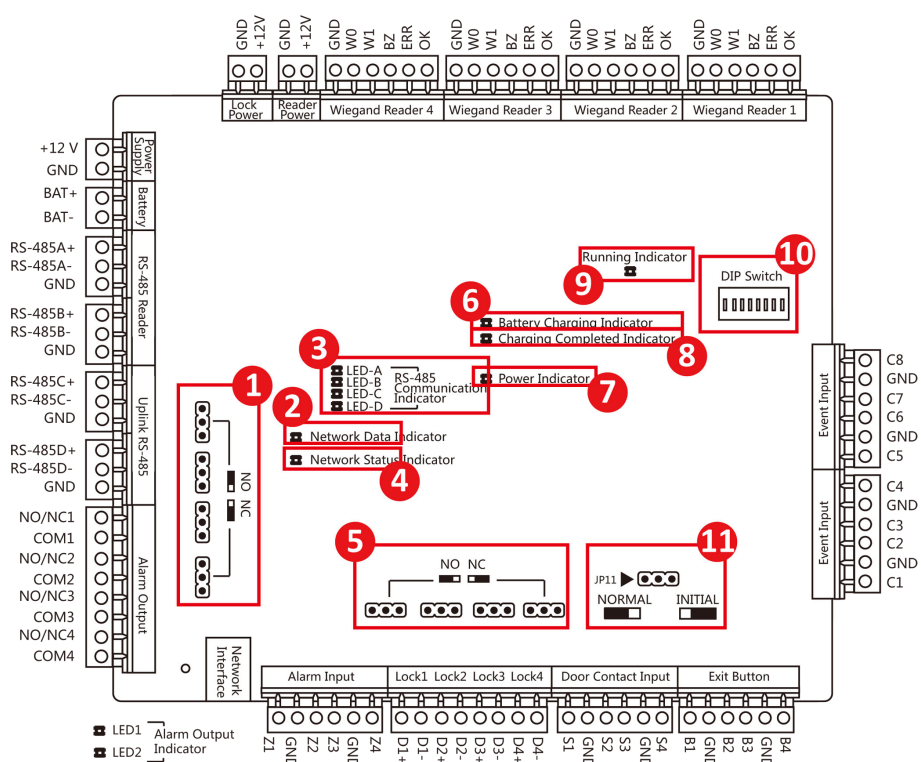 GND +12V GND +12V GND W0 W1 BZ ERR OK GND W0 W1 BZ ERR OK GND W0 W1 BZ ERR OK GND W0 W1 BZ ERR OK
Lock Power
Reader Power
Wiegand Reader 4
Wiegand Reader 3
Wiegand Reader 2
Wiegand Reader 1
+12 V
GND
Power Supply
BAT+
BAT-
Battery
RS-485A+
RS-485A-
GND
RS-485B+
RS-485B-
GND
RS-485 Reader
RS-485C+
RS-485C-
GND
RS-485D+
RS-485D-
GND
Uplink RS-485
NO/NC1
COM1
NO/NC2
COM2
NO/NC3
COM3
NO/NC4
COM4
Alarm Output
Network Interface
10
DIP Switch
Running Indicator
9
6
Battery Charging Indicator
Charging Completed Indicator
8
3
LED-A
LED-B
LED-C
LED-D
RS-485
Communication
Indicator
Power Indicator
7
1
NO
NC
2
Network Data Indicator
Network Status Indicator
4
5
NO NC
11
JP11
NORMAL
INITIAL
Event Input
C8
GND
C7
C6
GND
C5
Event Input
C4
GND
C3
C2
GND
C1
Alarm Input
Lock1 Lock2 Lock3 Lock4
Door Contact Input
Exit Button
Z1 GND Z2 Z3 GND Z4
D1+ D1- D2+ D2- D3+ D3- D4+ D4-
S1 GND S2 S3 GND S4
B1 GND B2 B3 GND B4
LED1
LED2
Alarm Output
Indicator